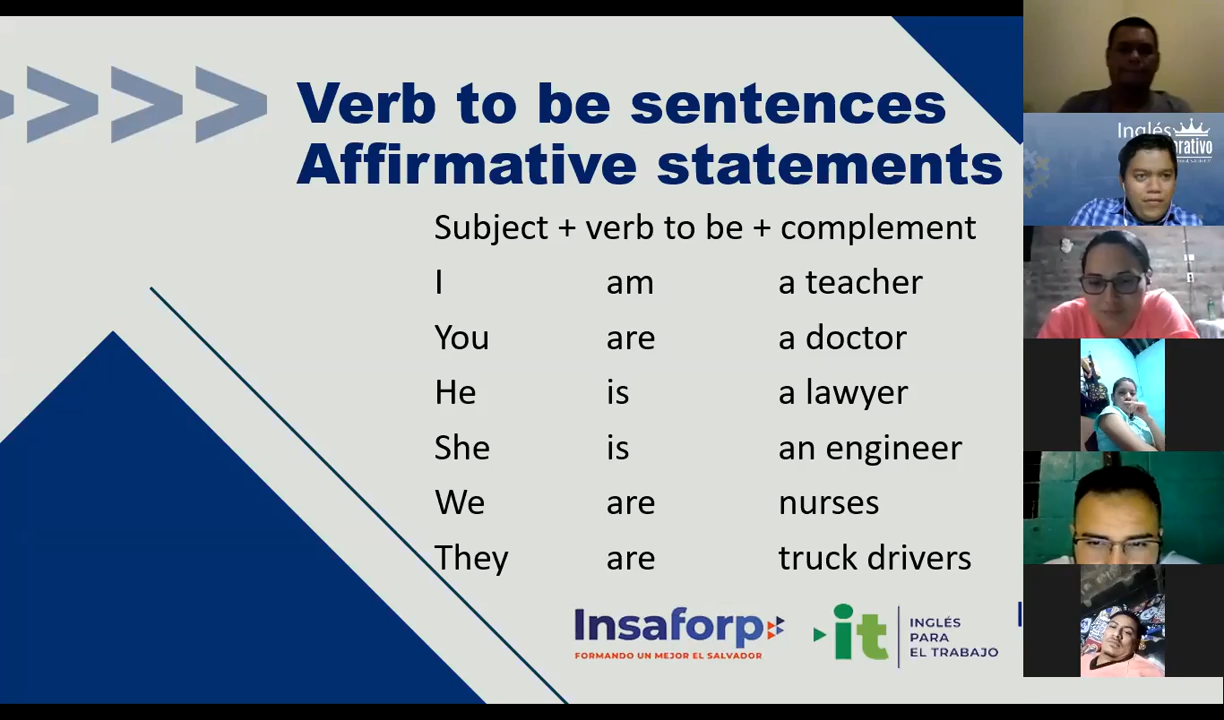 Verb to be sentences
Affirmative statements
Subject + verb to be + complement
I am a teacher
You are a doctor
He is a lawyer
She is an engineer
We are nurses
They are truck drivers
Insaforp
FORMANDO UN MEJOR EL SALVADOR
it
INGLÉS
PARA
EL TRABAJO
Inglés